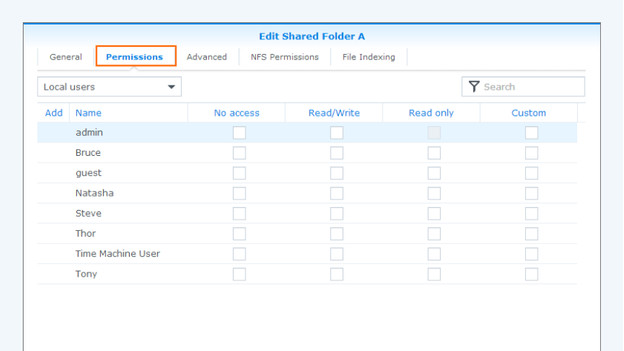 Edit Shared Folder A
General Permissions Advanced NFS Permissions File Indexing
Local users Search
Add Name No access Read/Write Read only Custom
admin
Bruce
guest
Natasha
Steve
Thor
Time Machine User
Tony